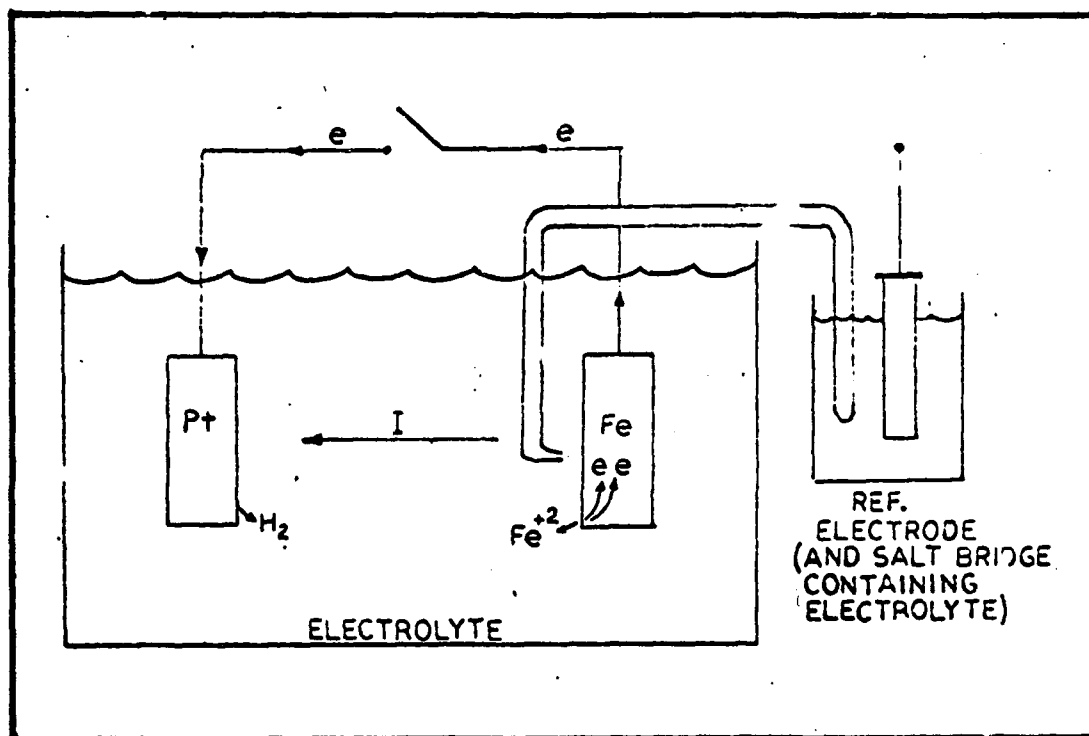 e
e
Pt
I
Fe
e e
H₂
Fe⁺²
ELECTROLYTE
REF.
ELECTRODE
(AND SALT BRIDGE
CONTAINING
ELECTROLYTE)